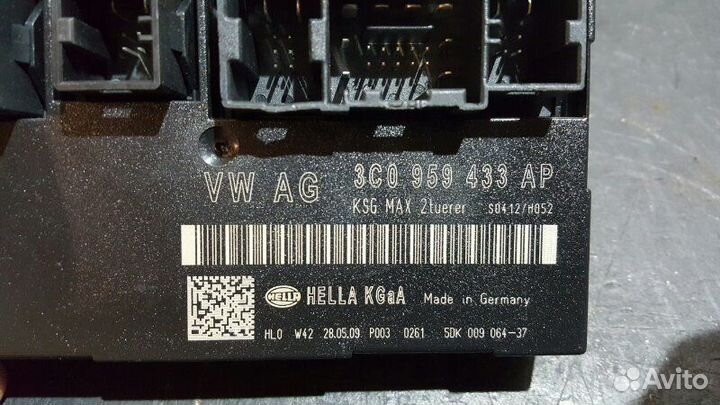 VW AG 3C0 959 433 AP
KSG MAX 2tuerer S0412/H052
HELLA HELLA KGaA Made in Germany
HL0 W42 28.05.09 P003 0261 5DK 009 064-37
Avito